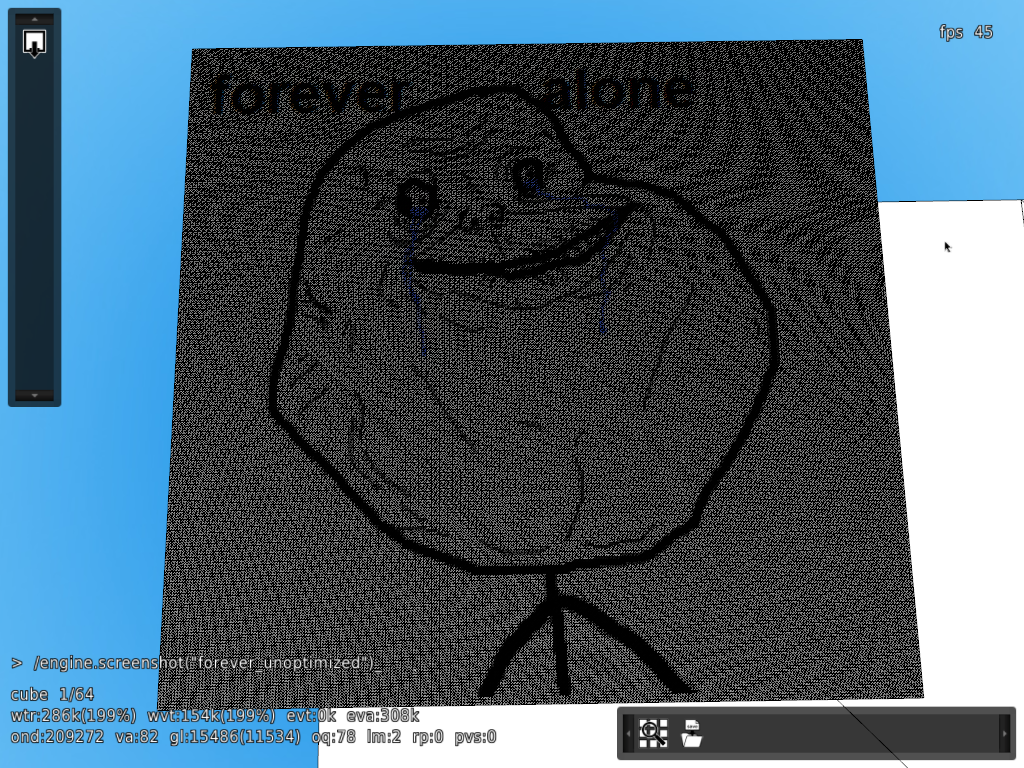 fps 45
forever alone
> /engine.screenshot("forever_unoptimized")
cube 1/64
wtr:286k(199%) wvt:154k(199%) evt:0k eva:308k
ond:209272 va:82 gl:15486(11534) oq:78 lm:2 rp:0 pvs:0